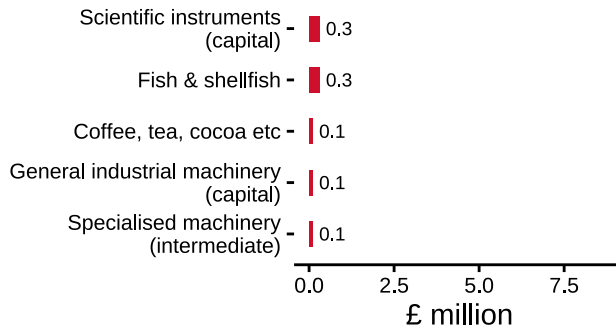 Scientific instruments
(capital)
0.3
Fish & shellfish
0.3
Coffee, tea, cocoa etc
0.1
General industrial machinery
(capital)
0.1
Specialised machinery
(intermediate)
0.1
0.0 2.5 5.0 7.5
£ million